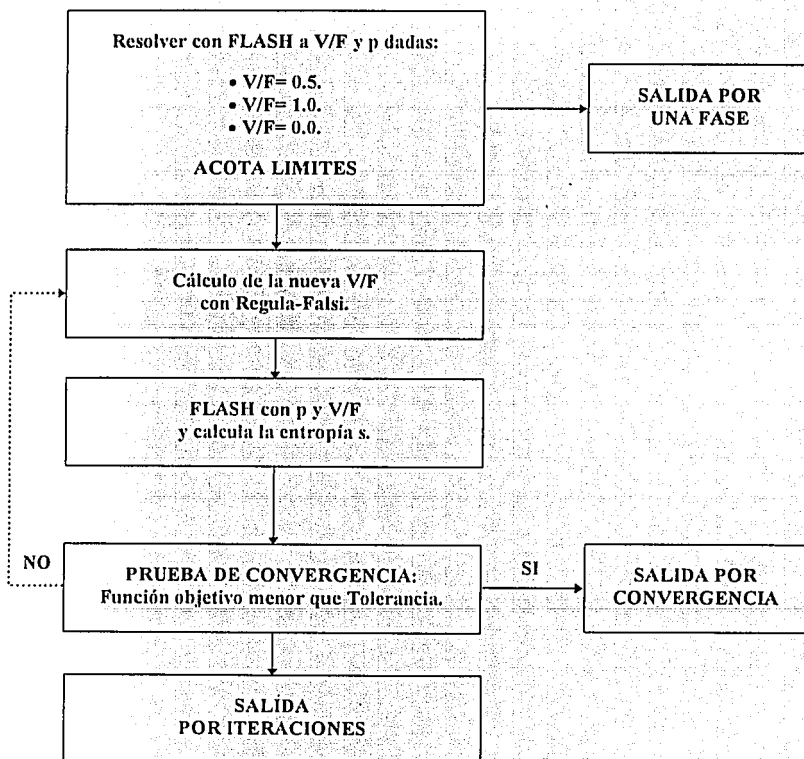 Resolver con FLASH a V/F y p dadas:
• V/F= 0.5.
• V/F= 1.0.
• V/F= 0.0.
ACOTA LIMITES
SALIDA POR
UNA FASE
Cálculo de la nueva V/F
con Regula-Falsi.
FLASH con p y V/F
y calcula la entropía s.
NO
PRUEBA DE CONVERGENCIA:
Función objetivo menor que Tolerancia.
SI
SALIDA POR
CONVERGENCIA
SALIDA
POR ITERACIONES